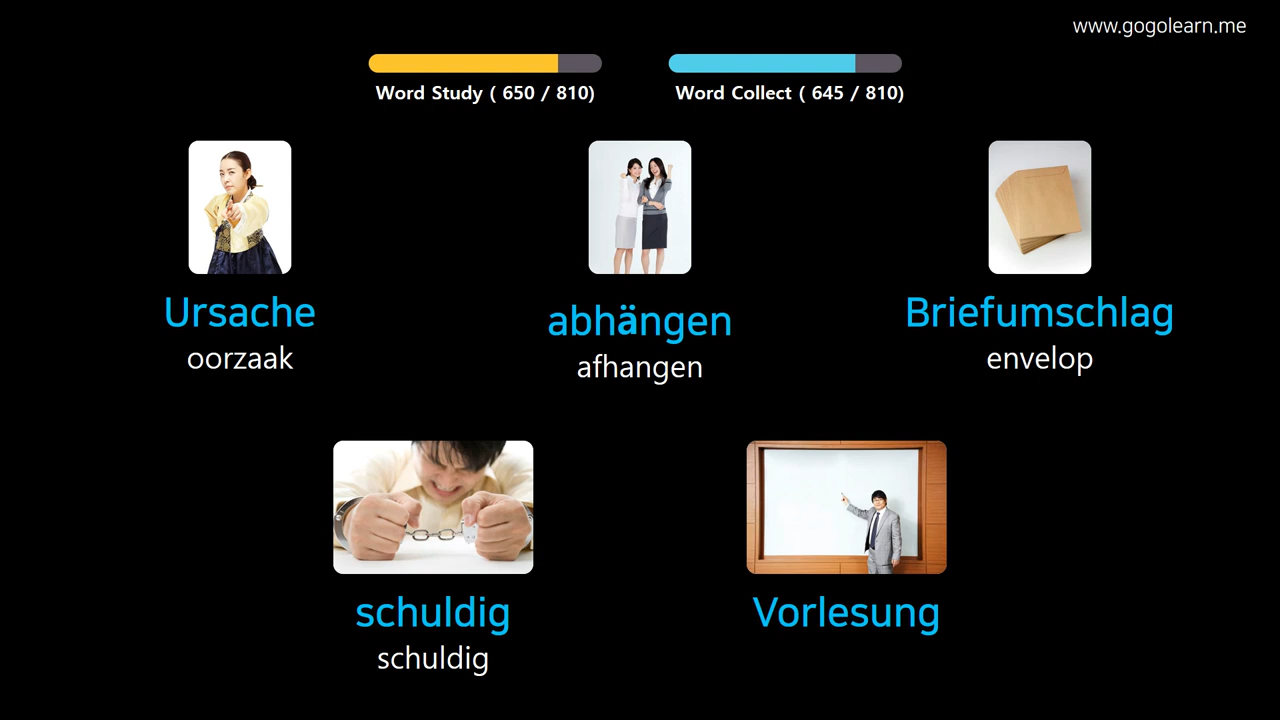 www.gogolearn.me
Word Study ( 650 / 810)
Word Collect ( 645 / 810)
Ursache
oorzaak
abhängen
afhangen
Briefumschlag
envelop
schuldig
schuldig
Vorlesung